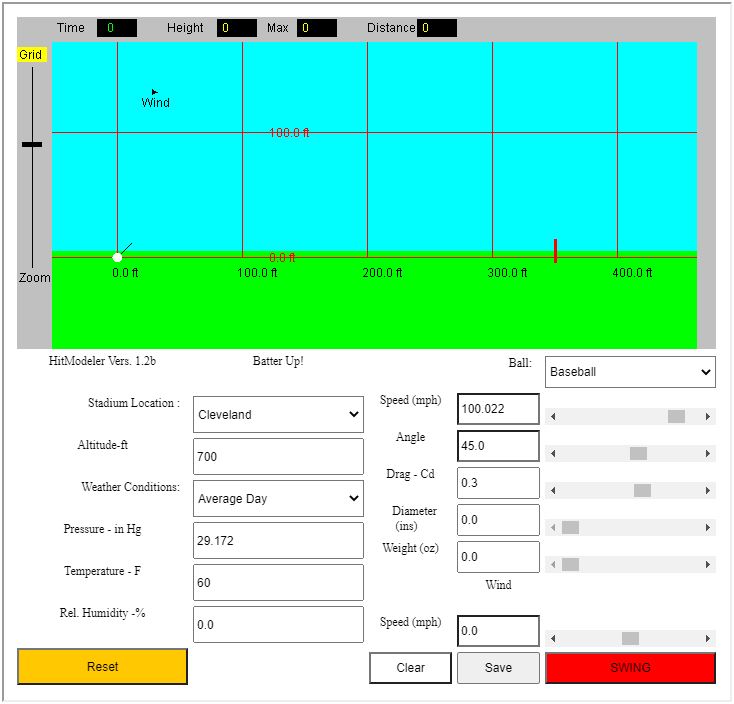 Time 0 Height 0 Max 0 Distance 0
Grid
Wind
100.0 ft
0.0 ft
0.0 ft 100.0 ft 200.0 ft 300.0 ft 400.0 ft
Zoom
HitModeler Vers. 1.2b Batter Up! Ball: Baseball
Stadium Location : Cleveland Speed (mph) 100.022
Altitude-ft 700 Angle 45.0
Weather Conditions: Average Day Drag - Cd 0.3
Pressure - in Hg 29.172 Diameter (ins) 0.0
Temperature - F 60 Weight (oz) 0.0
Wind
Rel. Humidity -% 0.0 Speed (mph) 0.0
Reset Clear Save SWING